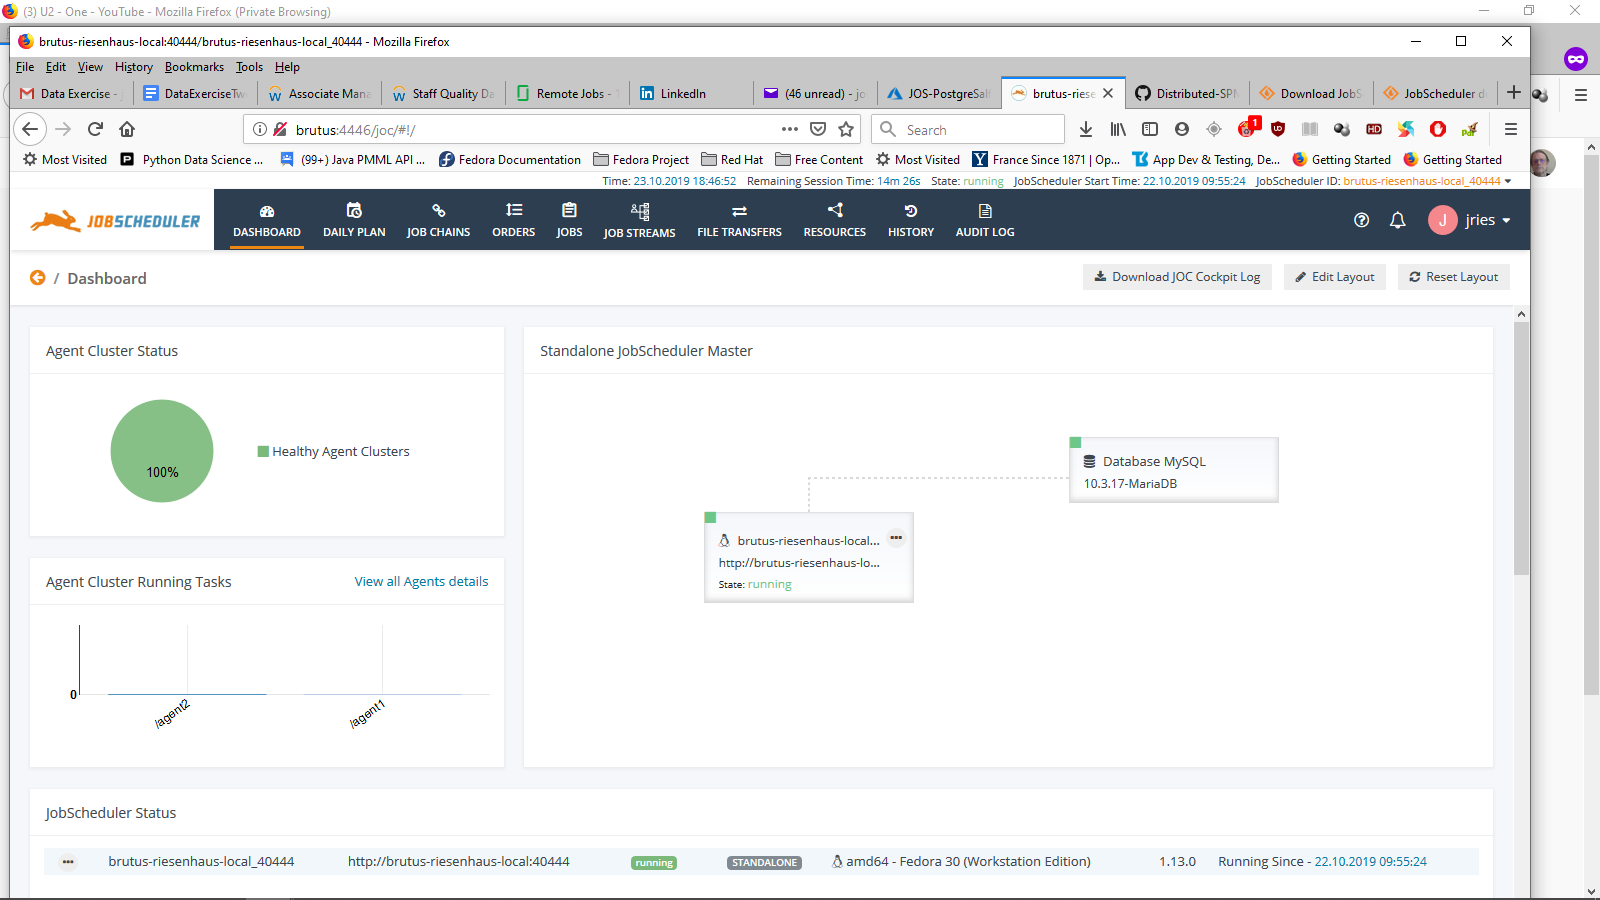 (3) U2 - One - YouTube - Mozilla Firefox (Private Browsing)
brutus-riesenhaus-local:40444/brutus-riesenhaus-local_40444 - Mozilla Firefox
File Edit View History Bookmarks Tools Help
Data Exercise - DataExerciseTw Associate Mana Staff Quality Da Remote Jobs - LinkedIn (46 unread) - jo JOS-PostgreSal brutus-riese Distributed-SPM Download JobS JobScheduler d
brutus:4446/joc/#!/ Search 1 HD pdf
Most Visited Python Data Science ... (99+) Java PMML API ... Fedora Documentation Fedora Project Red Hat Free Content Most Visited France Since 1871 | Op... App Dev & Testing, De... Getting Started Getting Started
Time: 23.10.2019 18:46:52 Remaining Session Time: 14m 26s State: running JobScheduler Start Time: 22.10.2019 09:55:24 JobScheduler ID: brutus-riesenhaus-local_40444
JOBSCHEDULER DASHBOARD DAILY PLAN JOB CHAINS ORDERS JOBS JOB STREAMS FILE TRANSFERS RESOURCES HISTORY AUDIT LOG J jries
/ Dashboard Download JOC Cockpit Log Edit Layout Reset Layout
Agent Cluster Status
100%
Healthy Agent Clusters
Standalone JobScheduler Master
Database MySQL
10.3.17-MariaDB
brutus-riesenhaus-local...
http://brutus-riesenhaus-lo...
State: running
Agent Cluster Running Tasks View all Agents details
0
/agent2 /agent1
JobScheduler Status
brutus-riesenhaus-local_40444 http://brutus-riesenhaus-local:40444 running STANDALONE amd64 - Fedora 30 (Workstation Edition) 1.13.0 Running Since - 22.10.2019 09:55:24